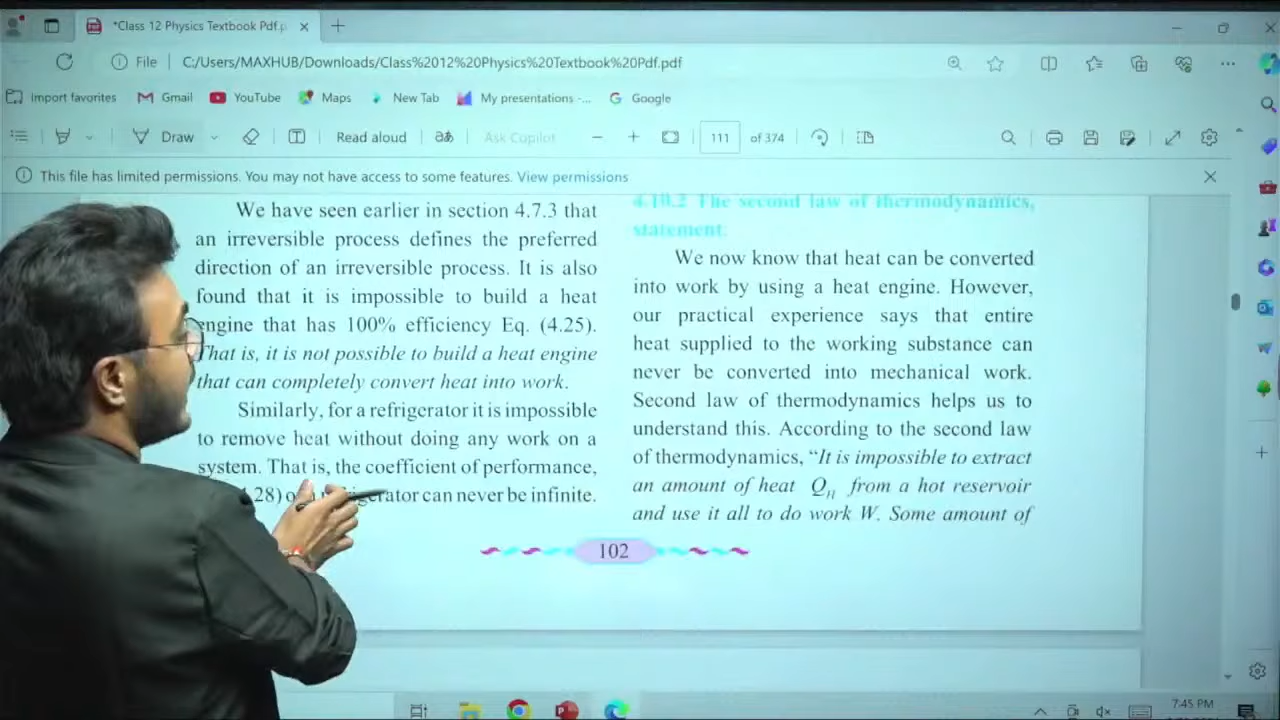 *Class 12 Physics Textbook Pdf.p
File
C:/Users/MAXHUB/Downloads/Class%2012%20Physics%20Textbook%20Pdf.pdf
Import favorites
Gmail
YouTube
Maps
New Tab
My presentations -...
Google
Draw
Read aloud
Ask Copilot
111
of 374
This file has limited permissions. You may not have access to some features. View permissions
We have seen earlier in section 4.7.3 that
an irreversible process defines the preferred
direction of an irreversible process. It is also
found that it is impossible to build a heat
engine that has 100% efficiency Eq. (4.25).
That is, it is not possible to build a heat engine
that can completely convert heat into work.
Similarly, for a refrigerator it is impossible
to remove heat without doing any work on a
system. That is, the coefficient of performance,
can never be infinite.
4.10.2 The second law of thermodynamics,
statement.
We now know that heat can be converted
into work by using a heat engine. However,
our practical experience says that entire
heat supplied to the working substance can
never be converted into mechanical work.
Second law of thermodynamics helps us to
understand this. According to the second law
of thermodynamics, “It is impossible to extract
an amount of heat Q_H from a hot reservoir
and use it all to do work W. Some amount of
102
7:45 PM